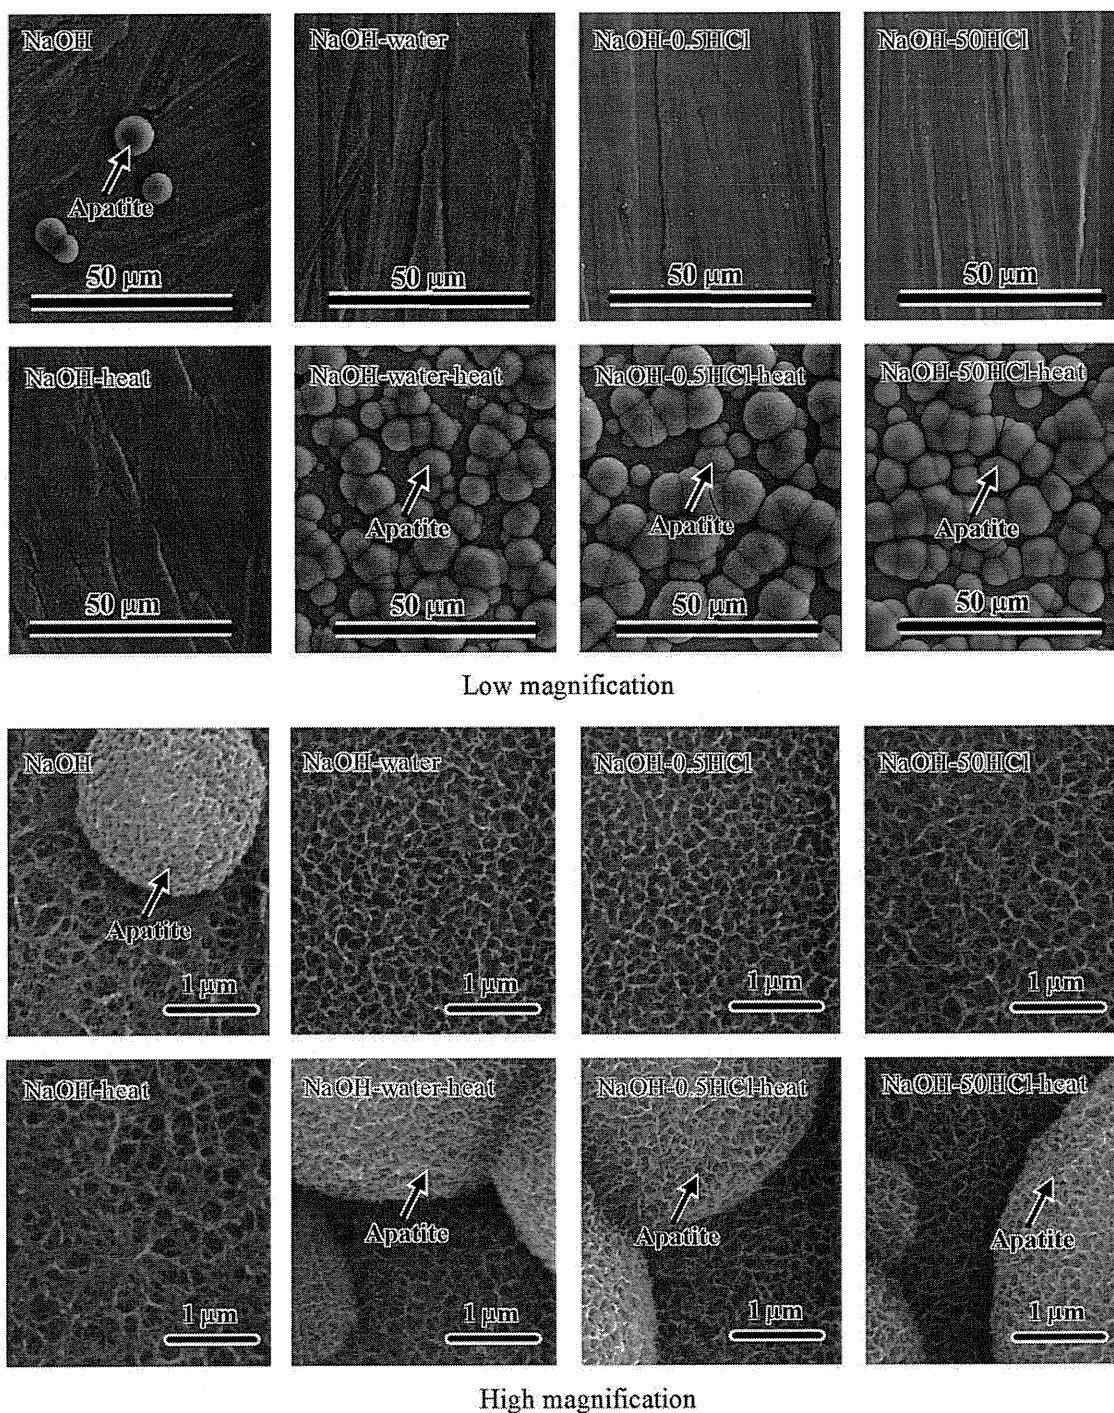 NaOH
Apatite
50 µm
NaOH-water
50 µm
NaOH-0.5HCl
50 µm
NaOH-50HCl
50 µm
NaOH-heat
50 µm
NaOH-water-heat
Apatite
50 µm
NaOH-0.5HCl-heat
Apatite
50 µm
NaOH-50HCl-heat
Apatite
50 µm
Low magnification
NaOH
Apatite
1 µm
NaOH-water
1 µm
NaOH-0.5HCl
1 µm
NaOH-50HCl
1 µm
NaOH-heat
1 µm
NaOH-water-heat
Apatite
1 µm
NaOH-0.5HCl-heat
Apatite
1 µm
NaOH-50HCl-heat
Apatite
1 µm
High magnification